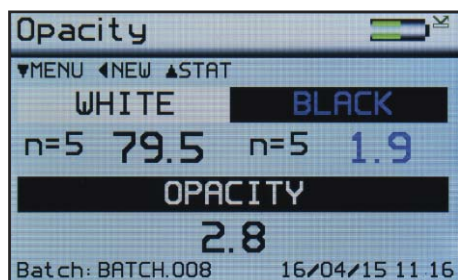 Opacity
▼MENU ◀NEW ▲STAT
WHITE BLACK
n=5 79.5 n=5 1.9
OPACITY
2.8
Batch: BATCH.008 16/04/15 11 16